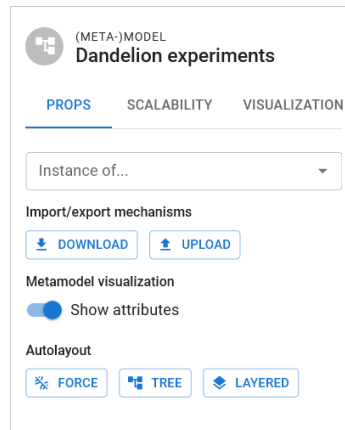 (META-)MODEL
Dandelion experiments
PROPS SCALABILITY VISUALIZATION
Instance of...
Import/export mechanisms
DOWNLOAD UPLOAD
Metamodel visualization
Show attributes
Autolayout
FORCE TREE LAYERED